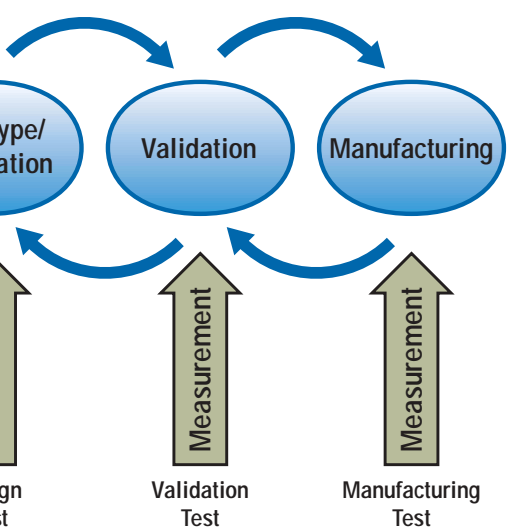 ype/
ation
Validation
Manufacturing
Measurement
Measurement
gn
st
Validation
Test
Manufacturing
Test